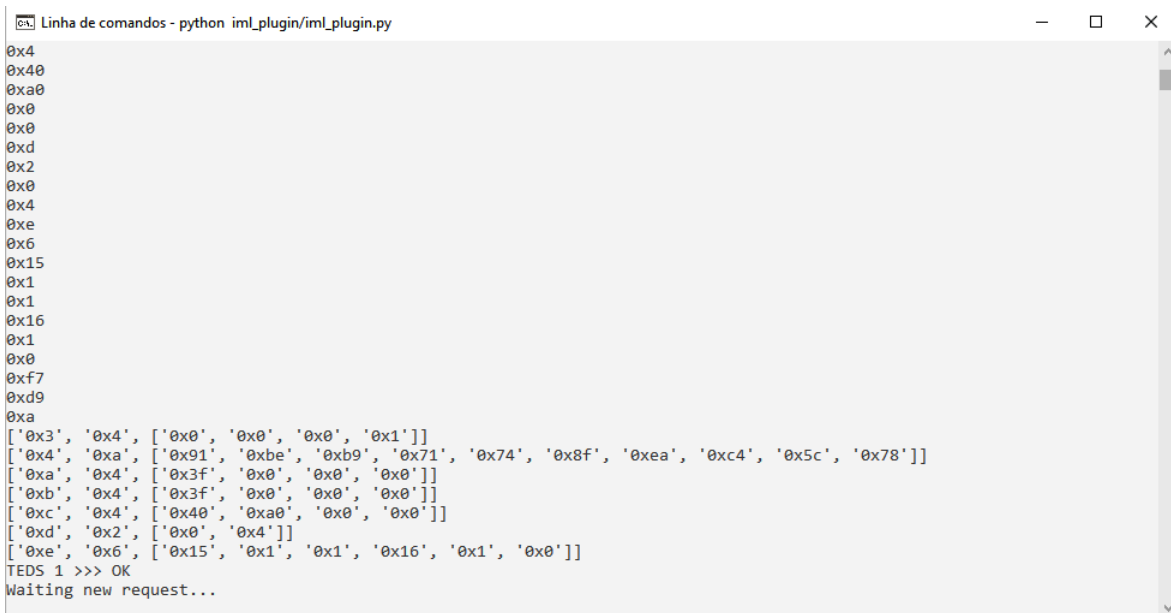 Linha de comandos - python  iml_plugin/iml_plugin.py
0x4
0x40
0xa0
0x0
0x0
0xd
0x2
0x0
0x4
0xe
0x6
0x15
0x1
0x1
0x16
0x1
0x0
0xf7
0xd9
0xa
['0x3', '0x4', ['0x0', '0x0', '0x0', '0x1']]
['0x4', '0xa', ['0x91', '0xbe', '0xb9', '0x71', '0x74', '0x8f', '0xea', '0xc4', '0x5c', '0x78']]
['0xa', '0x4', ['0x3f', '0x0', '0x0', '0x0']]
['0xb', '0x4', ['0x3f', '0x0', '0x0', '0x0']]
['0xc', '0x4', ['0x40', '0xa0', '0x0', '0x0']]
['0xd', '0x2', ['0x0', '0x4']]
['0xe', '0x6', ['0x15', '0x1', '0x1', '0x16', '0x1', '0x0']]
TEDS 1 >>> OK
Waiting new request...